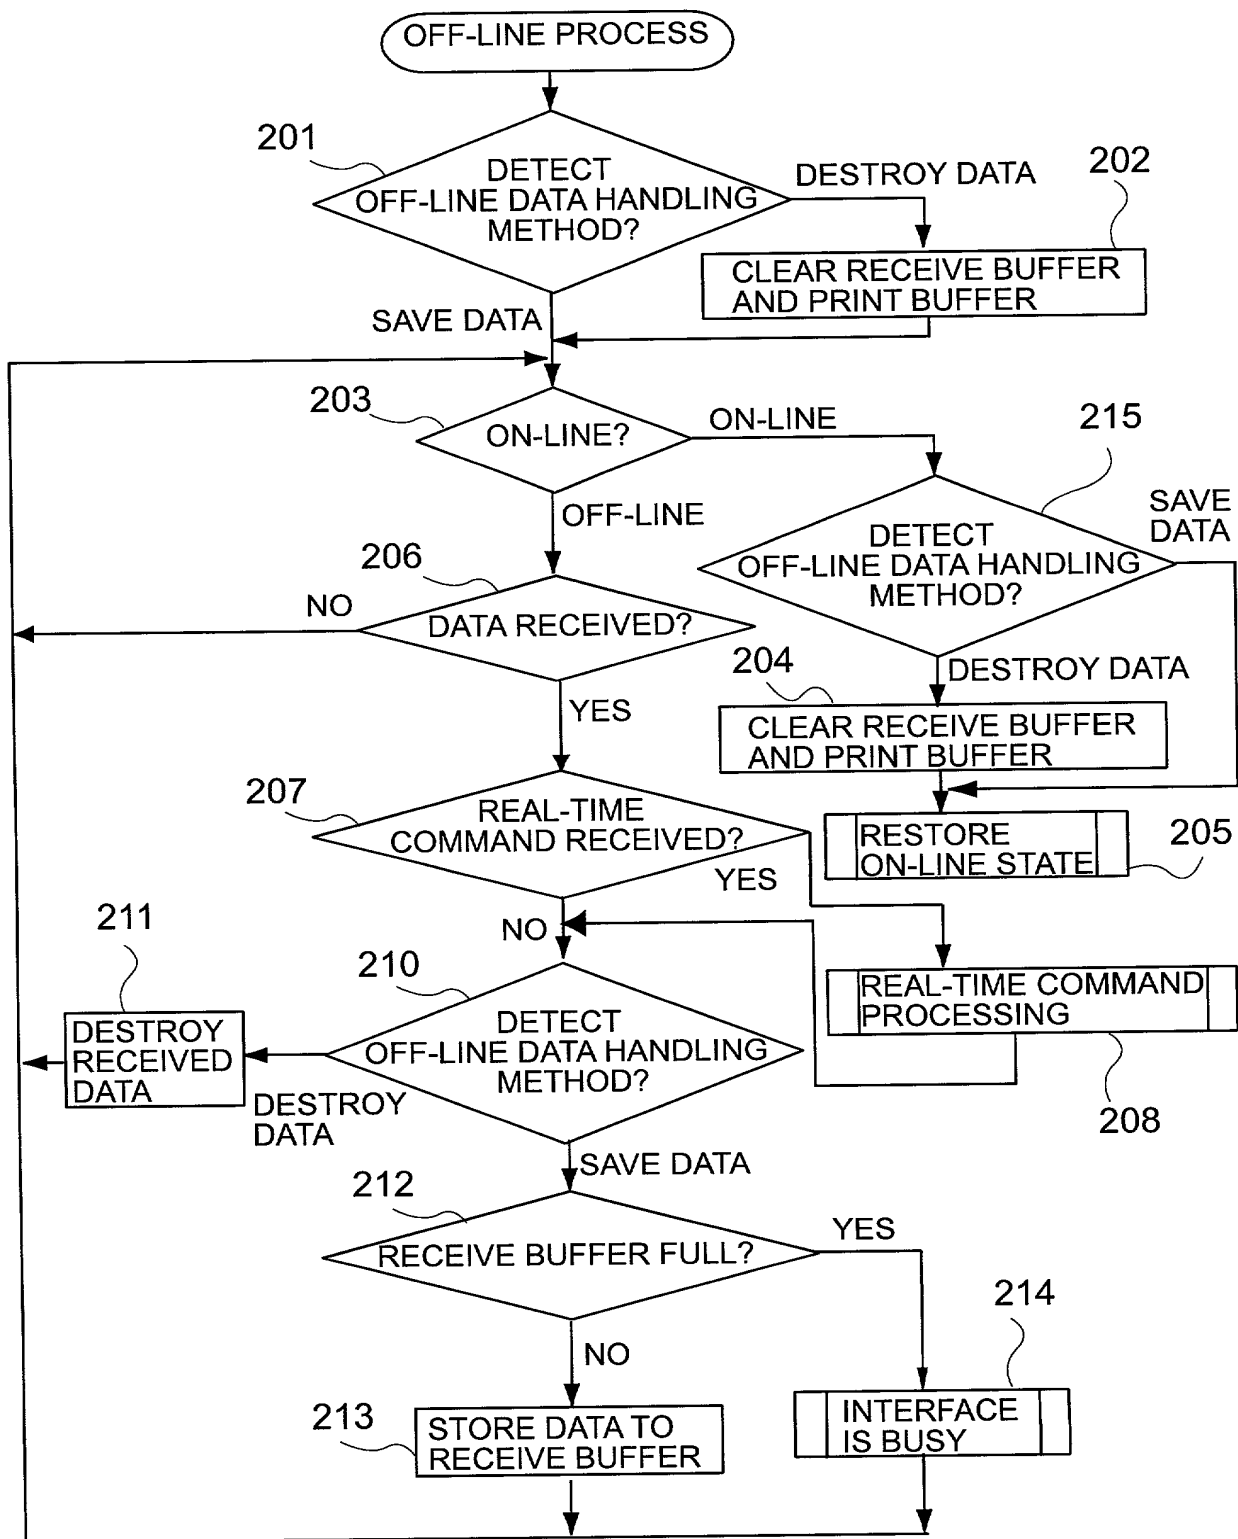 OFF-LINE PROCESS
201
DETECT
OFF-LINE DATA HANDLING
METHOD?
DESTROY DATA
202
CLEAR RECEIVE BUFFER
AND PRINT BUFFER
SAVE DATA
203
ON-LINE?
ON-LINE
215
OFF-LINE
DETECT
OFF-LINE DATA HANDLING
METHOD?
SAVE
DATA
206
NO
DATA RECEIVED?
204
DESTROY DATA
YES
CLEAR RECEIVE BUFFER
AND PRINT BUFFER
207
REAL-TIME
COMMAND RECEIVED?
YES
RESTORE
ON-LINE STATE
205
NO
211
210
REAL-TIME COMMAND
PROCESSING
208
DESTROY
RECEIVED
DATA
DETECT
OFF-LINE DATA HANDLING
METHOD?
DESTROY
DATA
SAVE DATA
212
RECEIVE BUFFER FULL?
YES
214
NO
213
STORE DATA TO
RECEIVE BUFFER
INTERFACE
IS BUSY